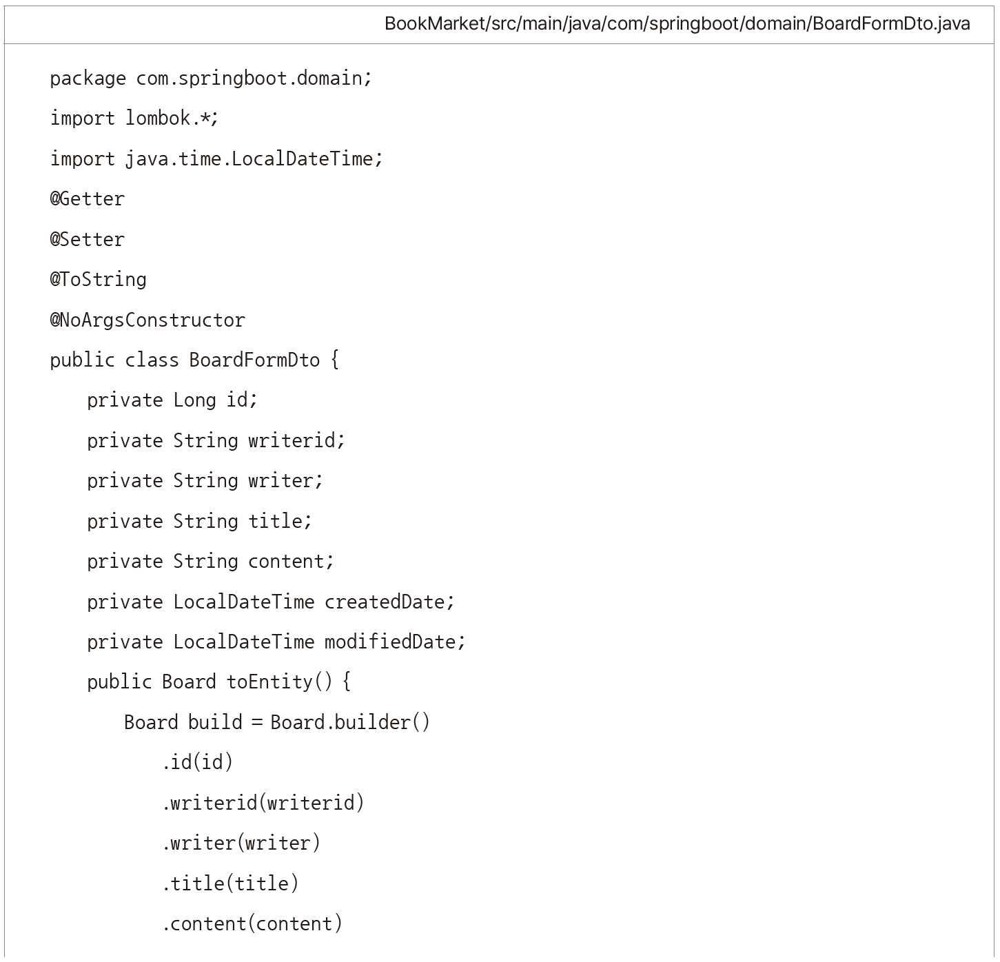 BookMarket/src/main/java/com/springboot/domain/BoardFormDto.java
package com.springboot.domain;
import lombok.*;
import java.time.LocalDateTime;
@Getter
@Setter
@ToString
@NoArgsConstructor
public class BoardFormDto {
private Long id;
private String writerid;
private String writer;
private String title;
private String content;
private LocalDateTime createdDate;
private LocalDateTime modifiedDate;
public Board toEntity() {
Board build = Board.builder()
.id(id)
.writerid(writerid)
.writer(writer)
.title(title)
.content(content)